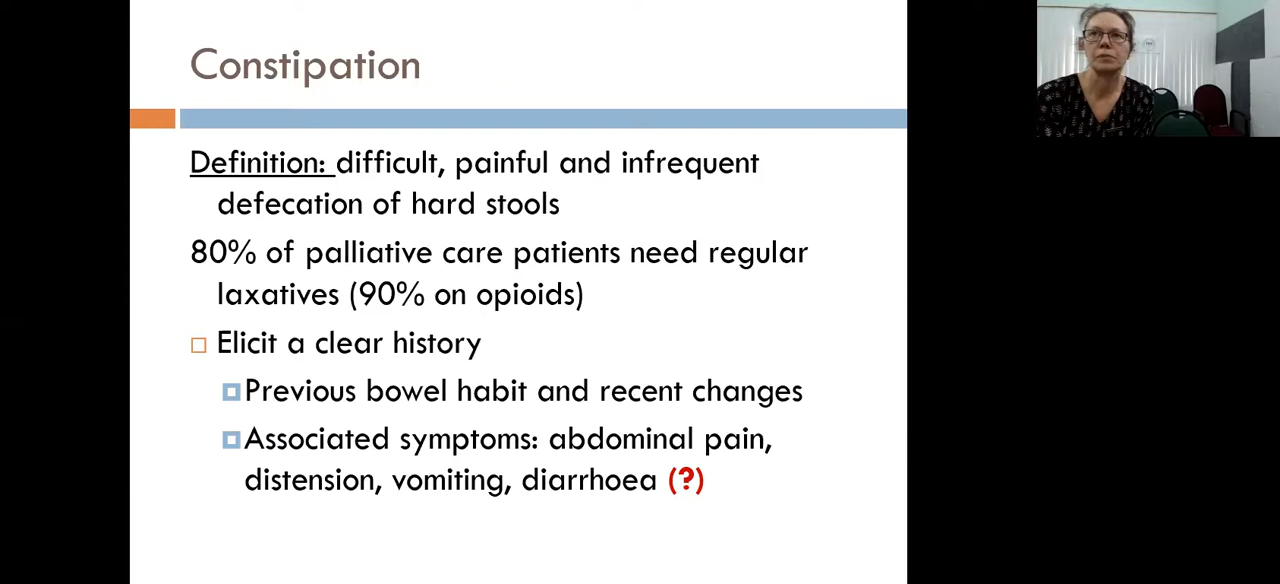 Constipation
Definition: difficult, painful and infrequent
defecation of hard stools
80% of palliative care patients need regular
laxatives (90% on opioids)
Elicit a clear history
Previous bowel habit and recent changes
Associated symptoms: abdominal pain,
distension, vomiting, diarrhoea (?)